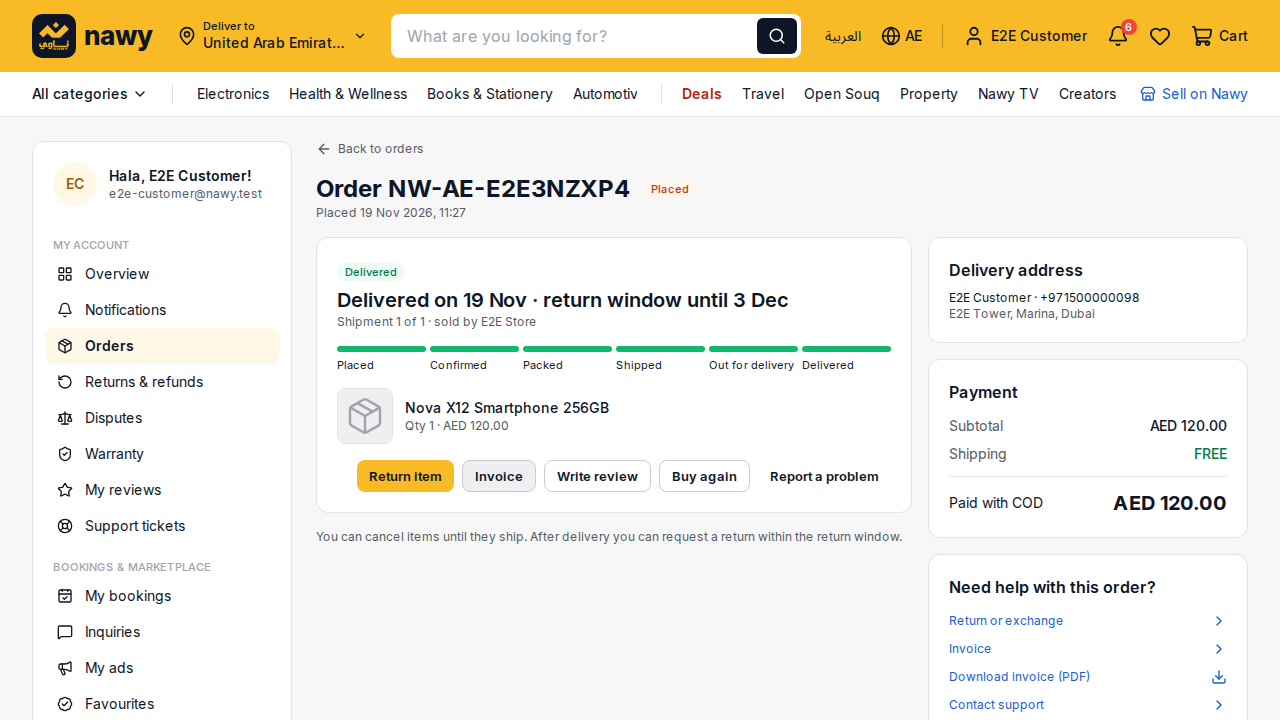 ناوي
NAWY
nawy
Deliver to
United Arab Emirat...
What are you looking for?
العربية
AE
E2E Customer
6
Cart
All categories
Electronics
Health & Wellness
Books & Stationery
Automotiv
Deals
Travel
Open Souq
Property
Nawy TV
Creators
Sell on Nawy
EC
Hala, E2E Customer!
e2e-customer@nawy.test
MY ACCOUNT
Overview
Notifications
Orders
Returns & refunds
Disputes
Warranty
My reviews
Support tickets
BOOKINGS & MARKETPLACE
My bookings
Inquiries
My ads
Favourites
Back to orders
Order NW-AE-E2E3NZXP4
Placed
Placed 19 Nov 2026, 11:27
Delivered
Delivered on 19 Nov · return window until 3 Dec
Shipment 1 of 1 · sold by E2E Store
Placed
Confirmed
Packed
Shipped
Out for delivery
Delivered
Nova X12 Smartphone 256GB
Qty 1 · AED 120.00
Return item
Invoice
Write review
Buy again
Report a problem
You can cancel items until they ship. After delivery you can request a return within the return window.
Delivery address
E2E Customer · +971500000098
E2E Tower, Marina, Dubai
Payment
Subtotal AED 120.00
Shipping FREE
Paid with COD AED 120.00
Need help with this order?
Return or exchange
Invoice
Download invoice (PDF)
Contact support